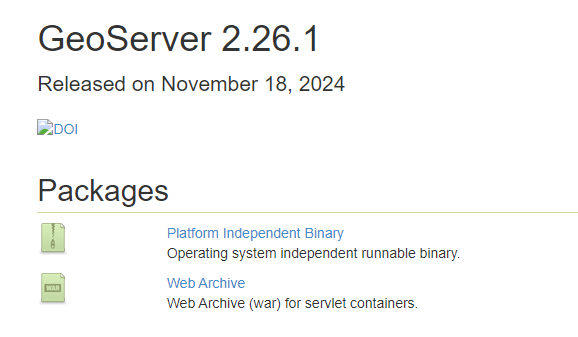 GeoServer 2.26.1
Released on November 18, 2024
DOI
Packages
Platform Independent Binary
Operating system independent runnable binary.
WAR
Web Archive
Web Archive (war) for servlet containers.